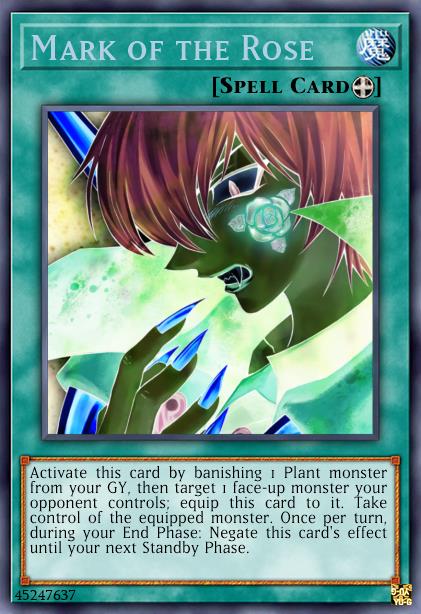 Mark of the Rose
魔
[Spell Card]
Activate this card by banishing 1 Plant monster
from your GY, then target 1 face-up monster your
opponent controls; equip this card to it. Take
control of the equipped monster. Once per turn,
during your End Phase: Negate this card's effect
until your next Standby Phase.
45247637